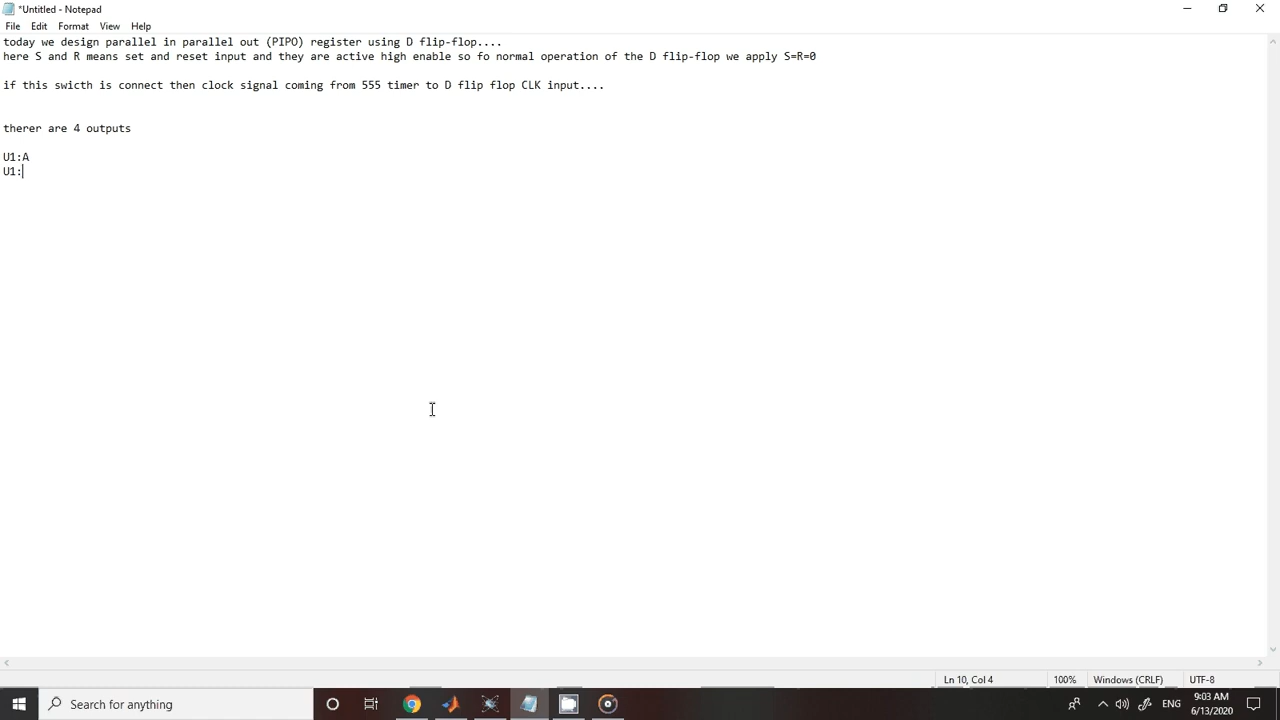 *Untitled - Notepad
File Edit Format View Help
today we design parallel in parallel out (PIPO) register using D flip-flop....
here S and R means set and reset input and they are active high enable so fo normal operation of the D flip-flop we apply S=R=0
if this swicth is connect then clock signal coming from 555 timer to D flip flop CLK input....
therer are 4 outputs
U1:A
U1:
Ln 10, Col 4 100% Windows (CRLF) UTF-8
Search for anything
ENG
9:03 AM
6/13/2020